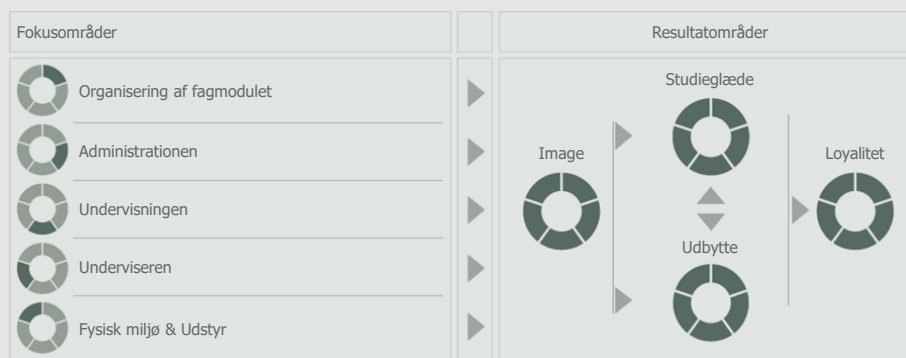 Fokusområder
Resultatområder
Organisering af fagmodulet
Administrationen
Undervisningen
Underviseren
Fysisk miljø & Udstyr
Image
Studieglæde
Udbytte
Loyalitet